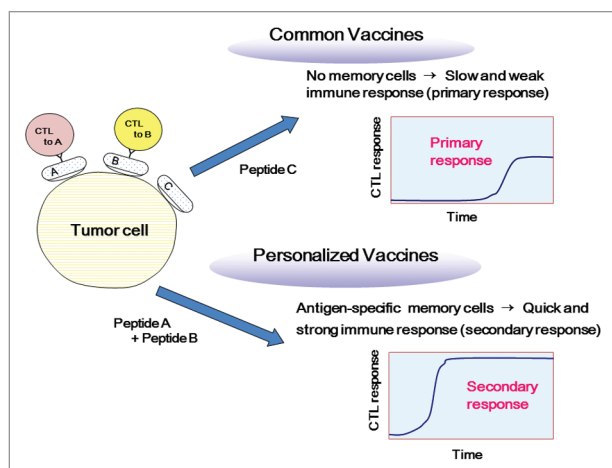 Common Vaccines
No memory cells → Slow and weak
immune response (primary response)
CTL
to A
CTL
to B
A
B
C
Tumor cell
Peptide C
CTL response
Primary
response
Time
Personalized Vaccines
Antigen-specific memory cells → Quick and
strong immune response (secondary response)
Peptide A
+ Peptide B
CTL response
Secondary
response
Time